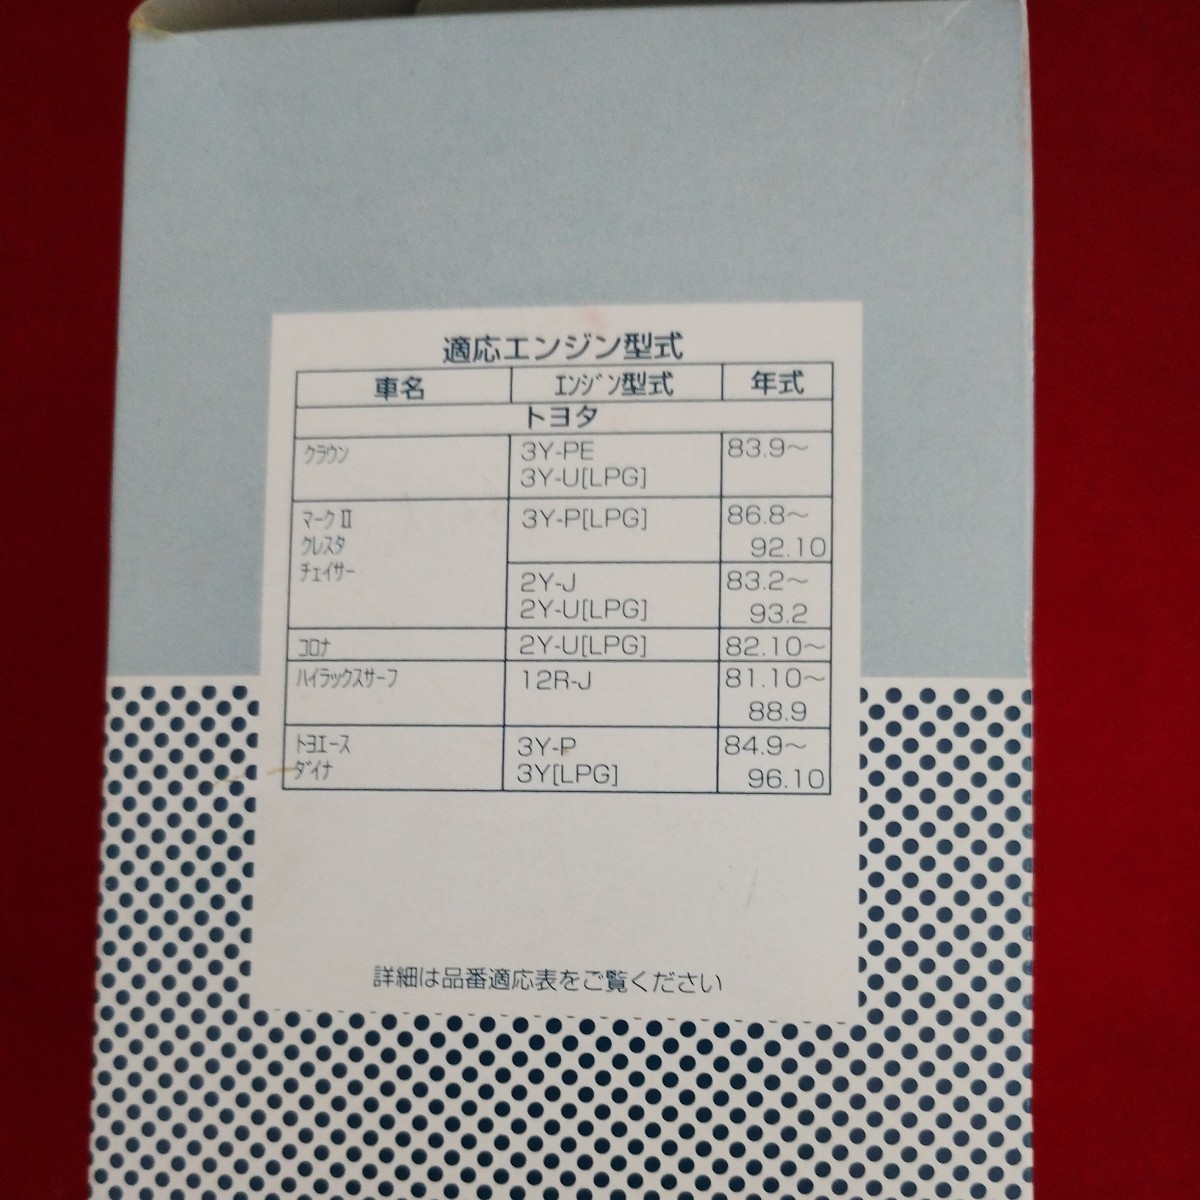 適応エンジン型式
車名 ｴﾝｼﾞﾝ型式 年式
トヨタ
ｸﾗｳﾝ 3Y-PE 83.9～
3Y-U[LPG]
ﾏｰｸⅡ 3Y-P[LPG] 86.8～
ｸﾚｽﾀ 92.10
ﾁｪｲｻｰ 2Y-J 83.2～
2Y-U[LPG] 93.2
ｺﾛﾅ 2Y-U[LPG] 82.10～
ﾊｲﾗｯｸｽｻｰﾌ 12R-J 81.10～
88.9
ﾄﾖｴｰｽ 3Y-P 84.9～
ﾀﾞｲﾅ 3Y[LPG] 96.10
詳細は品番適応表をご覧ください